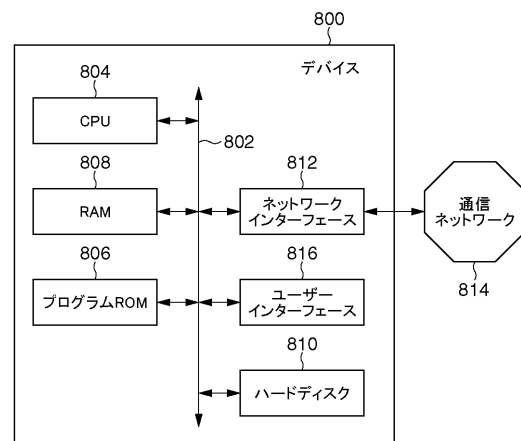 800
デバイス
804
CPU
802
808
RAM
812
ネットワーク
インターフェース
通信
ネットワーク
814
806
プログラムROM
816
ユーザー
インターフェース
810
ハードディスク